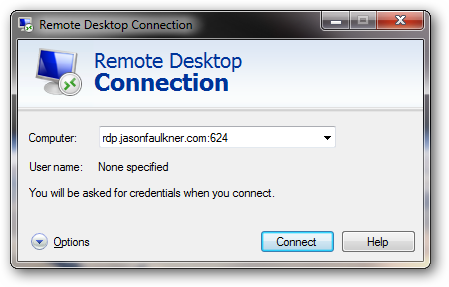 Remote Desktop Connection
Remote Desktop
Connection
Computer: rdp.jasonfaulkner.com:624
User name: None specified
You will be asked for credentials when you connect.
Options Connect Help